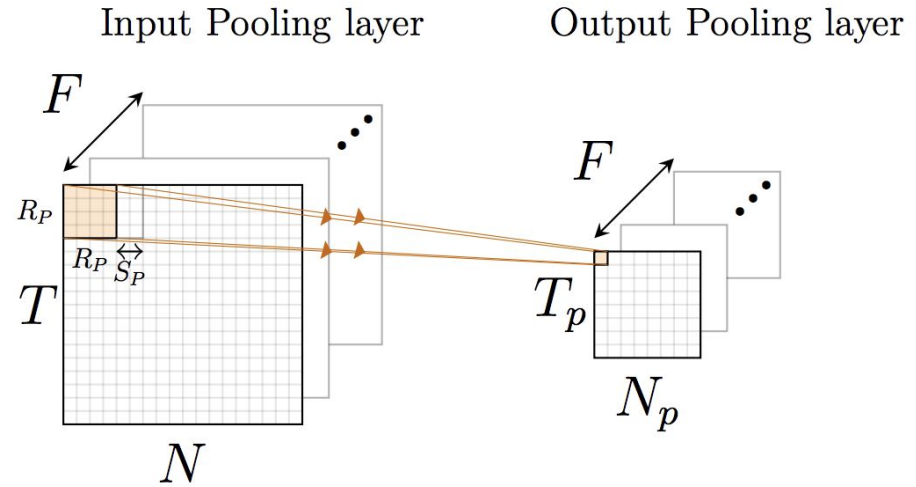 Input Pooling layer
Output Pooling layer
F
F
R_P
R_P
S_P
T
T_p
N_p
N